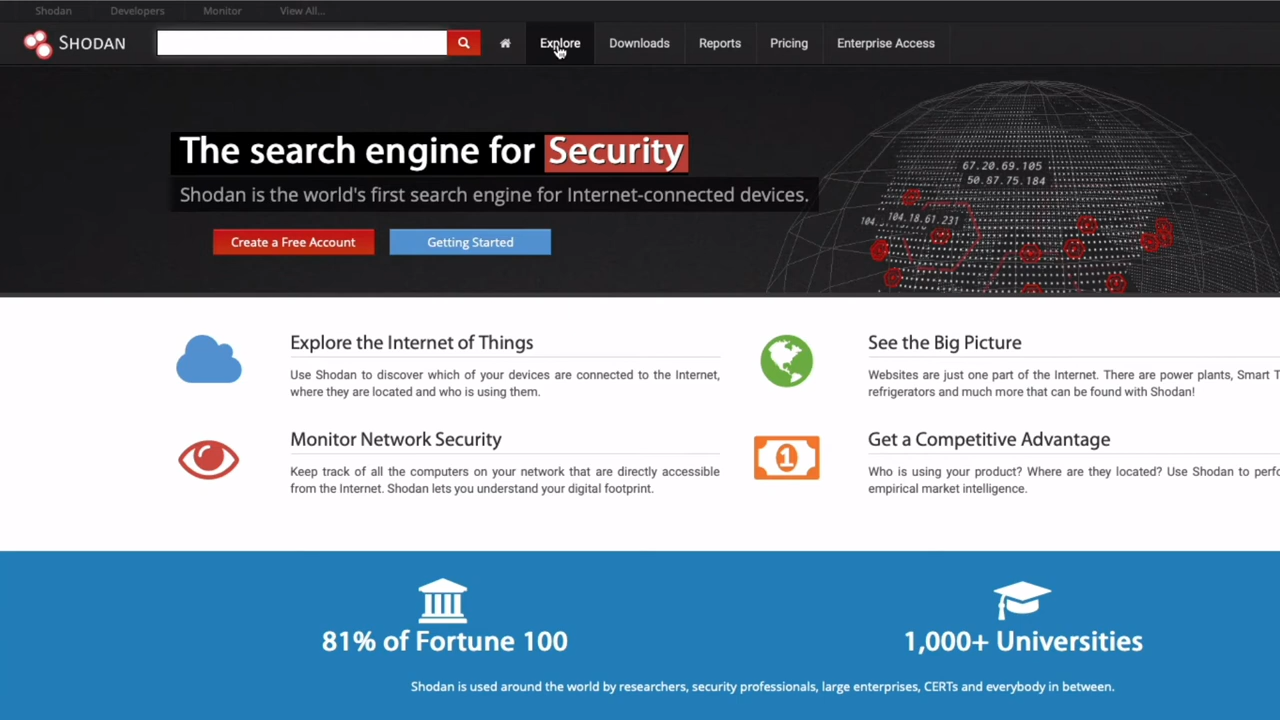 Shodan Developers Monitor View All...
SHODAN Explore Downloads Reports Pricing Enterprise Access
The search engine for Security
Shodan is the world's first search engine for Internet-connected devices.
Create a Free Account Getting Started
67.20.69.105
50.87.75.184
104. 104.18.61.231
Explore the Internet of Things
Use Shodan to discover which of your devices are connected to the Internet,
where they are located and who is using them.
See the Big Picture
Websites are just one part of the Internet. There are power plants, Smart T
refrigerators and much more that can be found with Shodan!
Monitor Network Security
Keep track of all the computers on your network that are directly accessible
from the Internet. Shodan lets you understand your digital footprint.
1
Get a Competitive Advantage
Who is using your product? Where are they located? Use Shodan to perfo
empirical market intelligence.
81% of Fortune 100
1,000+ Universities
Shodan is used around the world by researchers, security professionals, large enterprises, CERTs and everybody in between.